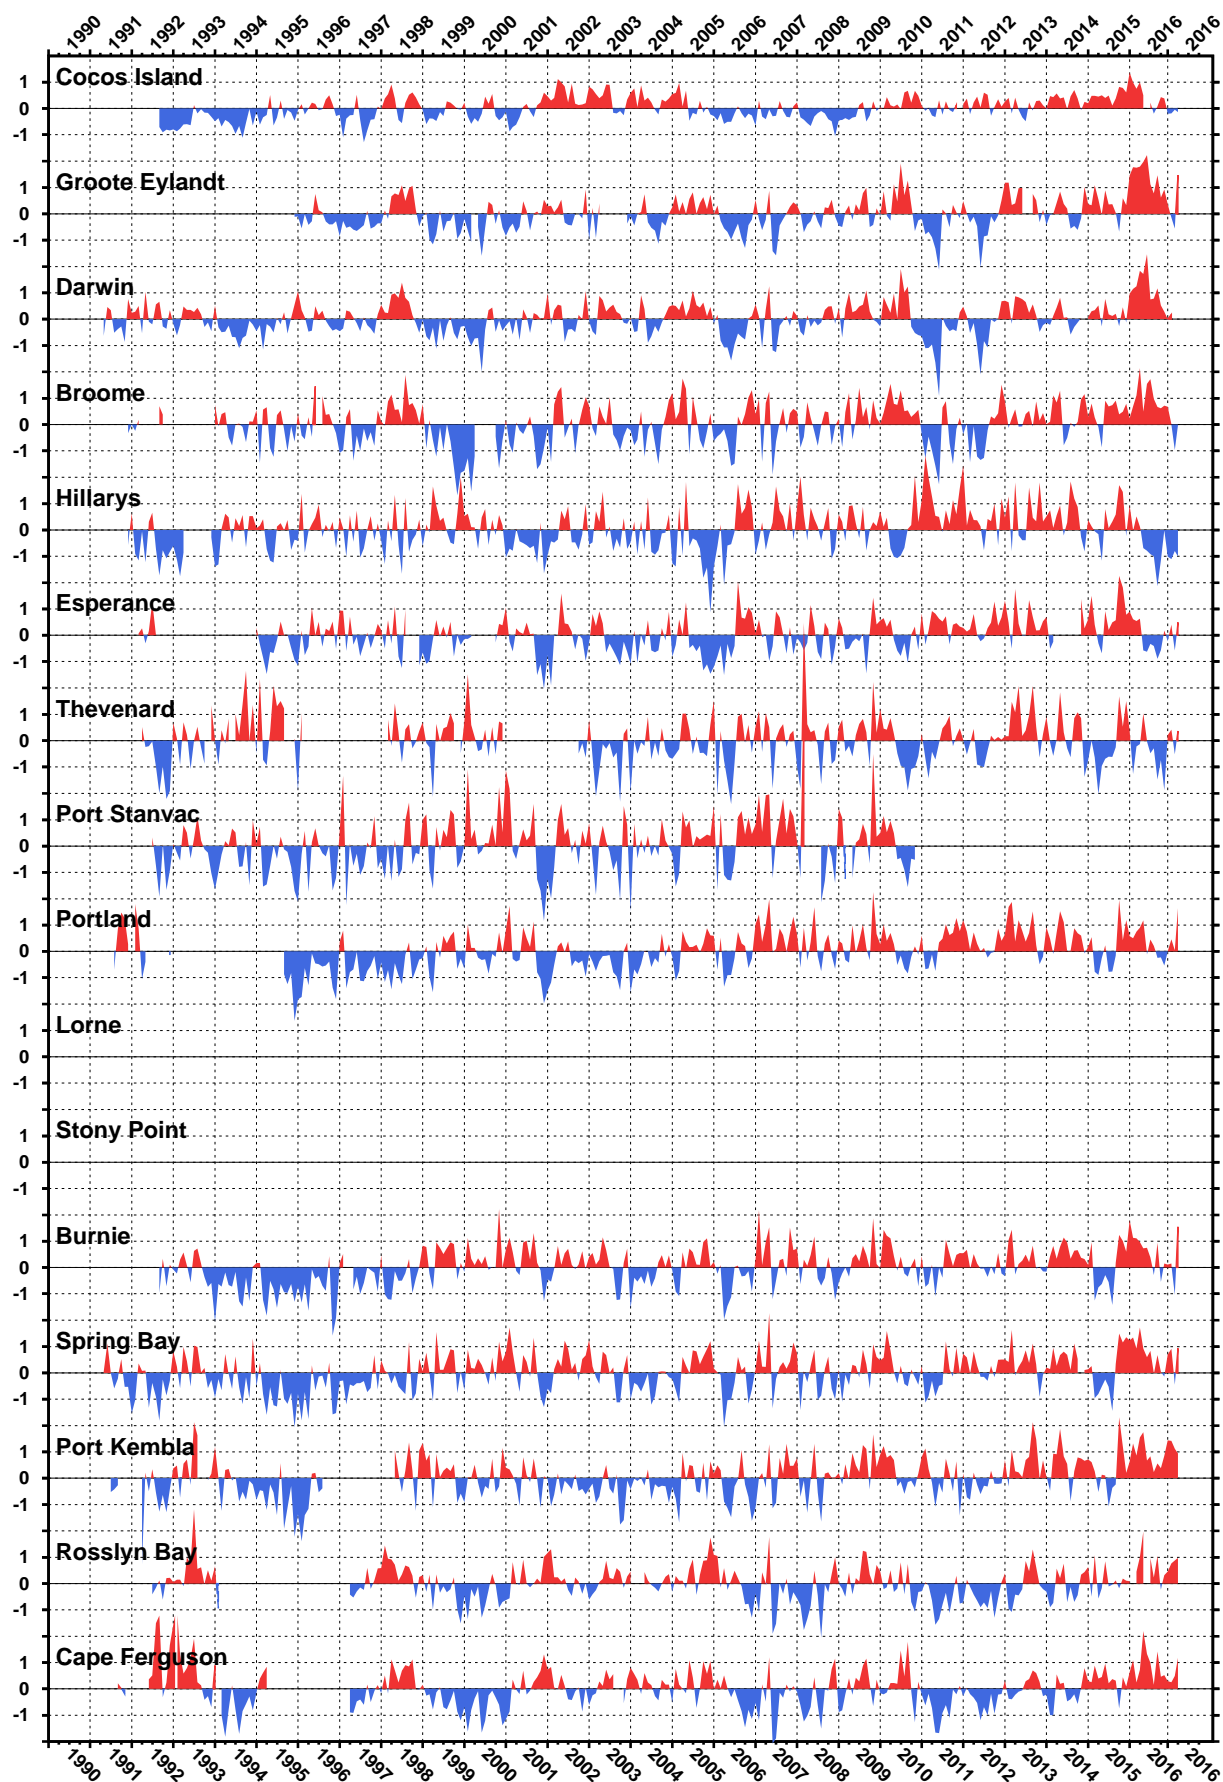 1990 1991 1992 1993 1994 1995 1996 1997 1998 1999 2000 2001 2002 2003 2004 2005 2006 2007 2008 2009 2010 2011 2012 2013 2014 2015 2016 2016
Cocos Island
1
0
-1
Groote Eylandt
1
0
-1
Darwin
1
0
-1
Broome
1
0
-1
Hillarys
1
0
-1
Esperance
1
0
-1
Thevenard
1
0
-1
Port Stanvac
1
0
-1
Portland
1
0
-1
Lorne
1
0
-1
Stony Point
1
0
-1
Burnie
1
0
-1
Spring Bay
1
0
-1
Port Kembla
1
0
-1
Rosslyn Bay
1
0
-1
Cape Ferguson
1
0
-1
1990 1991 1992 1993 1994 1995 1996 1997 1998 1999 2000 2001 2002 2003 2004 2005 2006 2007 2008 2009 2010 2011 2012 2013 2014 2015 2016 2016